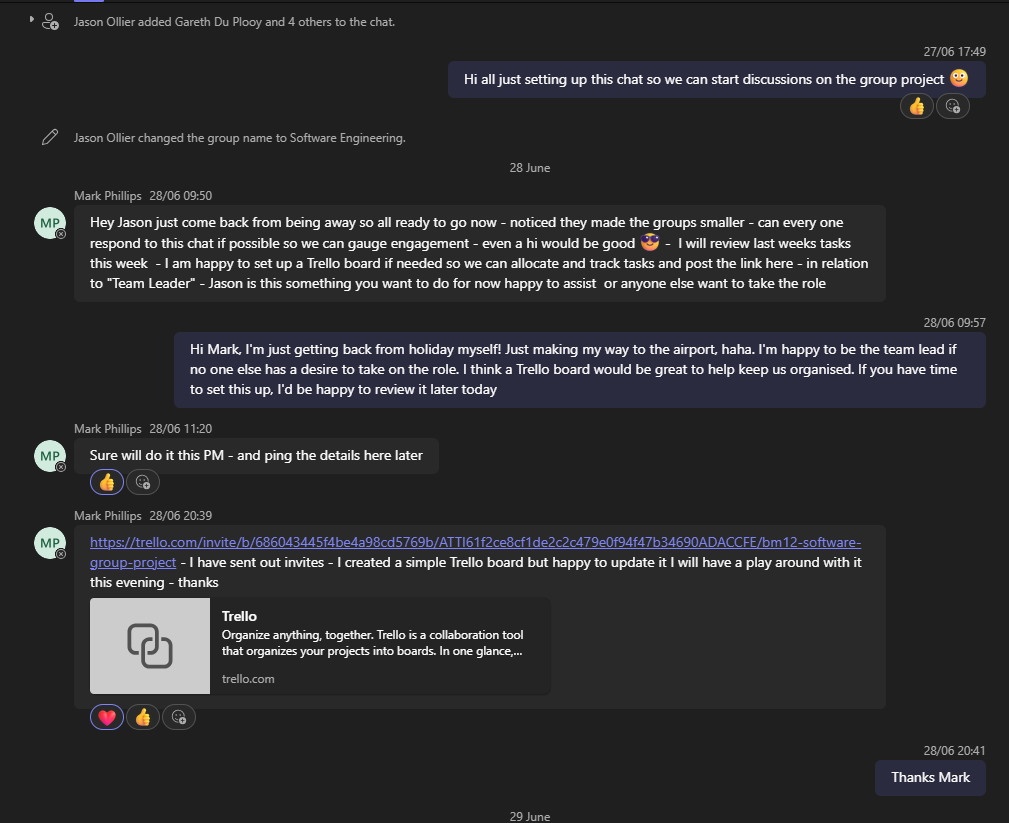 Jason Ollier added Gareth Du Plooy and 4 others to the chat.
27/06 17:49
Hi all just setting up this chat so we can start discussions on the group project
Jason Ollier changed the group name to Software Engineering.
28 June
Mark Phillips 28/06 09:50
MP
Hey Jason just come back from being away so all ready to go now - noticed they made the groups smaller - can every one
respond to this chat if possible so we can gauge engagement - even a hi would be good 😎 - I will review last weeks tasks
this week - I am happy to set up a Trello board if needed so we can allocate and track tasks and post the link here - in relation
to "Team Leader" - Jason is this something you want to do for now happy to assist or anyone else want to take the role
28/06 09:57
Hi Mark, I'm just getting back from holiday myself! Just making my way to the airport, haha. I'm happy to be the team lead if
no one else has a desire to take on the role. I think a Trello board would be great to help keep us organised. If you have time
to set this up, I'd be happy to review it later today
Mark Phillips 28/06 11:20
MP
Sure will do it this PM - and ping the details here later
Mark Phillips 28/06 20:39
MP
https://trello.com/invite/b/686043445f4be4a98cd5769b/ATTI61f2ce8cf1de2c2c479e0f94f47b34690ADACCFE/bm12-software-
group-project - I have sent out invites - I created a simple Trello board but happy to update it I will have a play around with it
this evening - thanks
Trello
Organize anything, together. Trello is a collaboration tool
that organizes your projects into boards. In one glance,...
trello.com
28/06 20:41
Thanks Mark
29 June